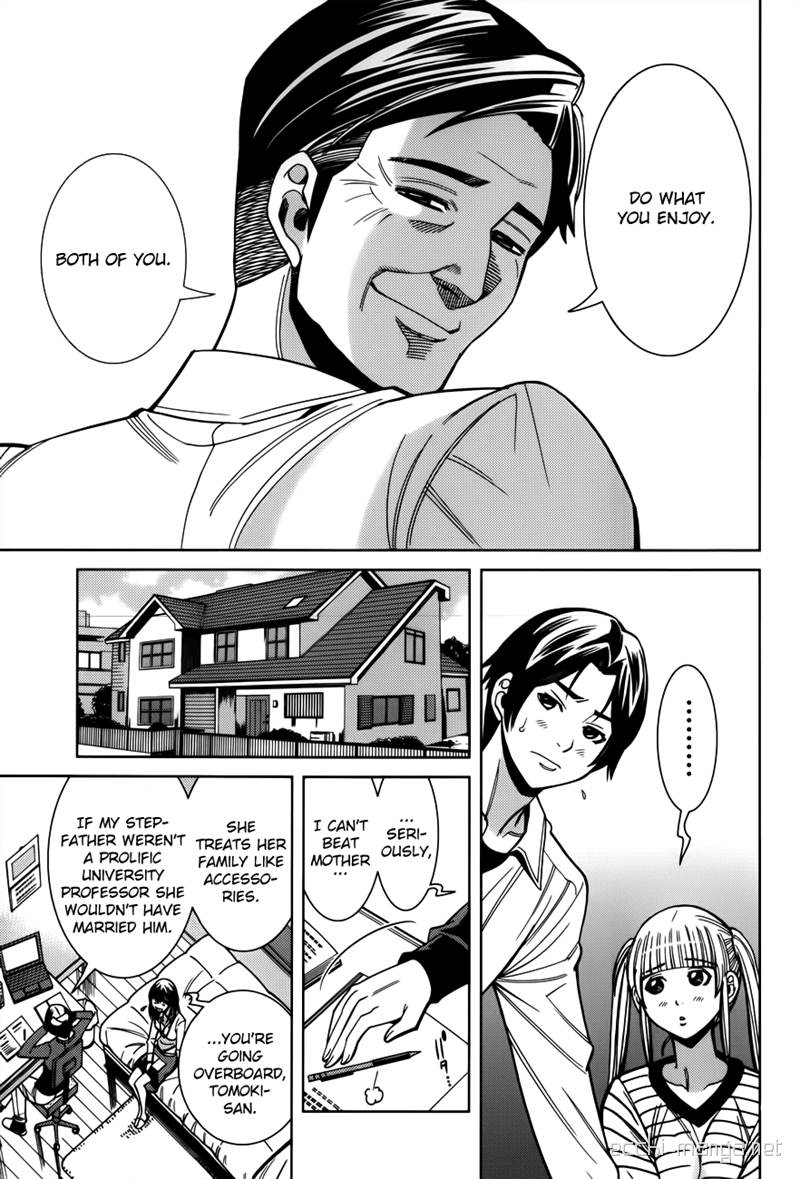 DO WHAT
YOU ENJOY.
BOTH OF YOU.
.........
...
SERI-
OUSLY,
I CAN'T
BEAT
MOTHER
...
SHE
TREATS HER
FAMILY LIKE
ACCESSO-
RIES.
IF MY STEP-
FATHER WEREN'T
A PROLIFIC
UNIVERSITY
PROFESSOR SHE
WOULDN'T HAVE
MARRIED HIM.
...YOU'RE
GOING
OVERBOARD,
TOMOKI-
SAN.
ecchi-manga.net